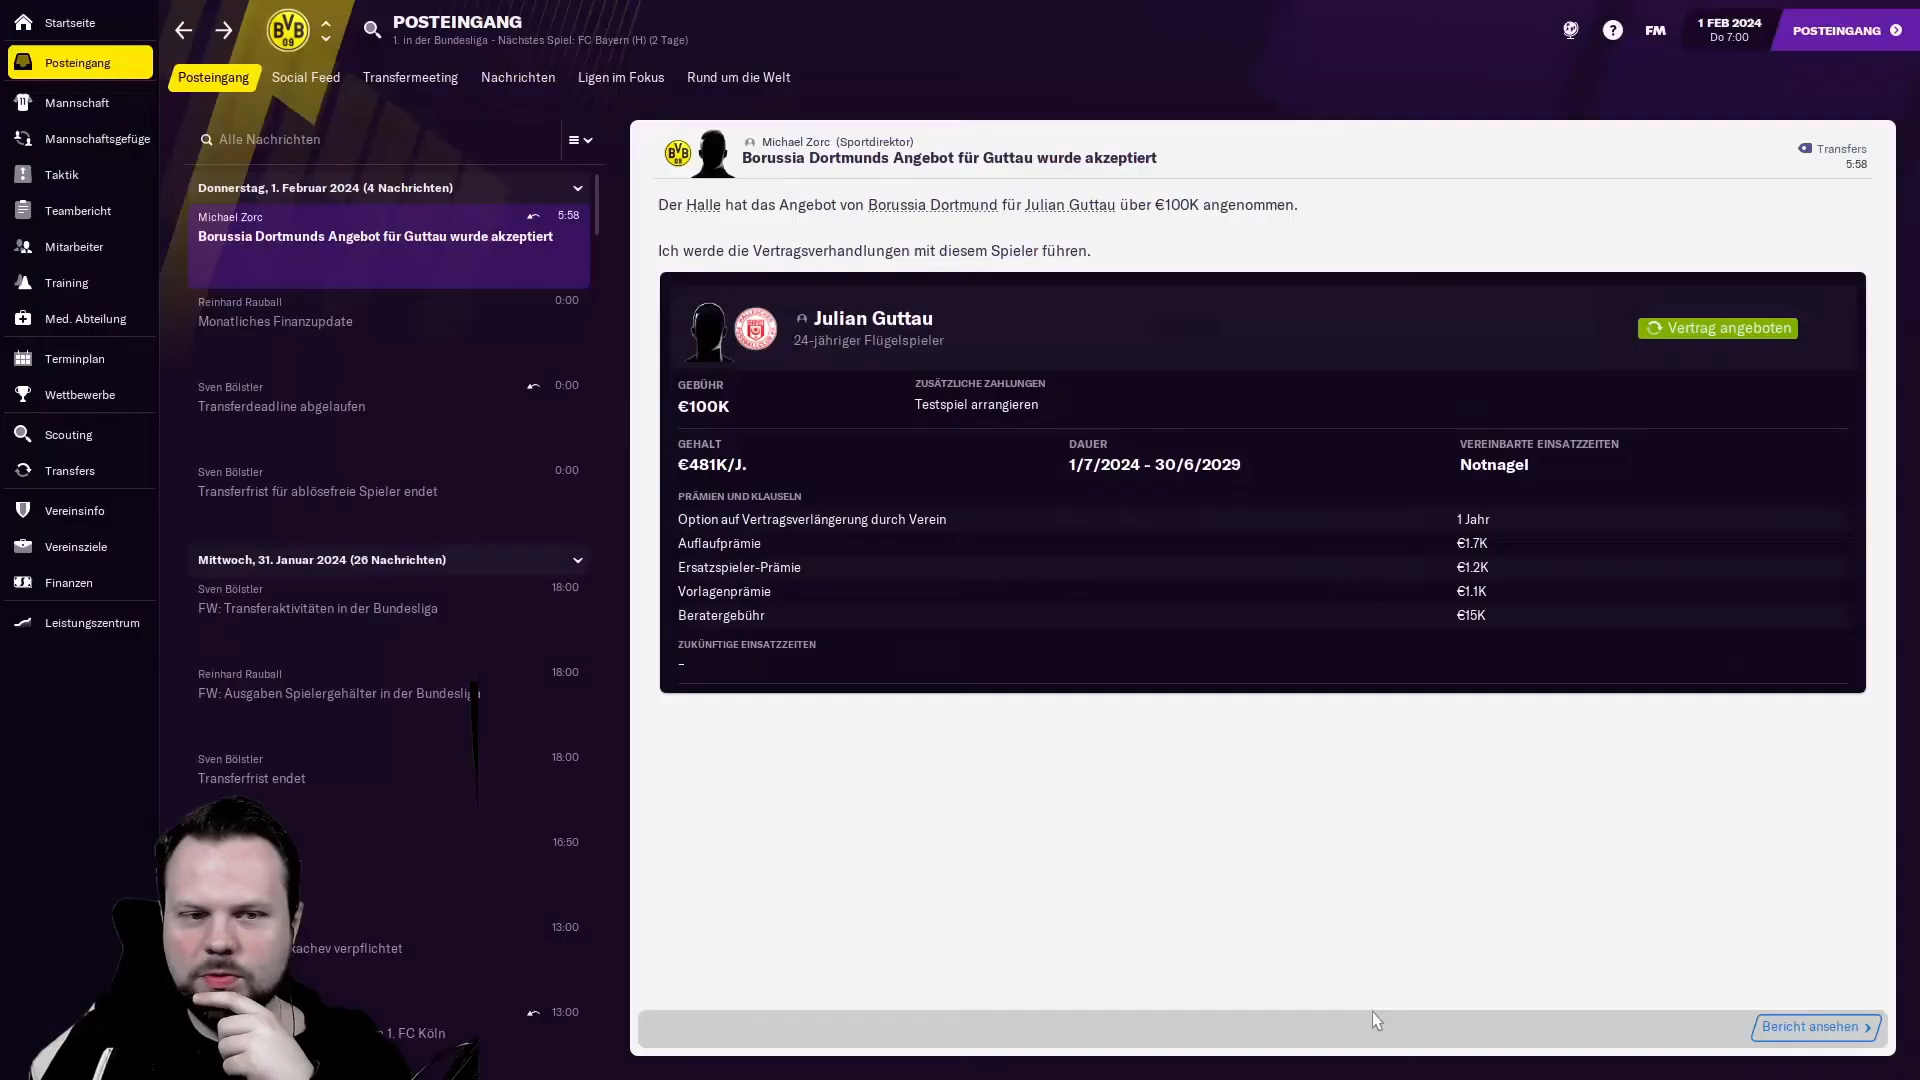 Startseite
Posteingang
Mannschaft
Mannschaftsgefüge
Taktik
Teambericht
Mitarbeiter
Training
Med. Abteilung
Terminplan
Wettbewerbe
Scouting
Transfers
Vereinsinfo
Vereinsziele
Finanzen
Leistungszentrum
BVB
09
POSTEINGANG
1. in der Bundesliga - Nächstes Spiel: FC Bayern (H) (2 Tage)
?
FM
1 FEB 2024
Do 7:00
POSTEINGANG
Posteingang
Social Feed
Transfermeeting
Nachrichten
Ligen im Fokus
Rund um die Welt
Alle Nachrichten
Donnerstag, 1. Februar 2024 (4 Nachrichten)
Michael Zorc
5:58
Borussia Dortmunds Angebot für Guttau wurde akzeptiert
Reinhard Rauball
0:00
Monatliches Finanzupdate
Sven Bölstler
0:00
Transferdeadline abgelaufen
Sven Bölstler
0:00
Transferfrist für ablösefreie Spieler endet
Mittwoch, 31. Januar 2024 (26 Nachrichten)
Sven Bölstler
18:00
FW: Transferaktivitäten in der Bundesliga
Reinhard Rauball
18:00
FW: Ausgaben Spielergehälter in der Bundesliga
Sven Bölstler
18:00
Transferfrist endet
16:50
13:00
kachev verpflichtet
13:00
1. FC Köln
BVB
09
Michael Zorc (Sportdirektor)
Borussia Dortmunds Angebot für Guttau wurde akzeptiert
Transfers
5:58
Der Halle hat das Angebot von Borussia Dortmund für Julian Guttau über €100K angenommen.
Ich werde die Vertragsverhandlungen mit diesem Spieler führen.
Julian Guttau
24-jähriger Flügelspieler
Vertrag angeboten
GEBÜHR
€100K
ZUSÄTZLICHE ZAHLUNGEN
Testspiel arrangieren
GEHALT
€481K/J.
DAUER
1/7/2024 - 30/6/2029
VEREINBARTE EINSATZZEITEN
Notnagel
PRÄMIEN UND KLAUSELN
Option auf Vertragsverlängerung durch Verein
1 Jahr
Auflaufprämie
€1.7K
Ersatzspieler-Prämie
€1.2K
Vorlagenprämie
€1.1K
Beratergebühr
€15K
ZUKÜNFTIGE EINSATZZEITEN
–
Bericht ansehen